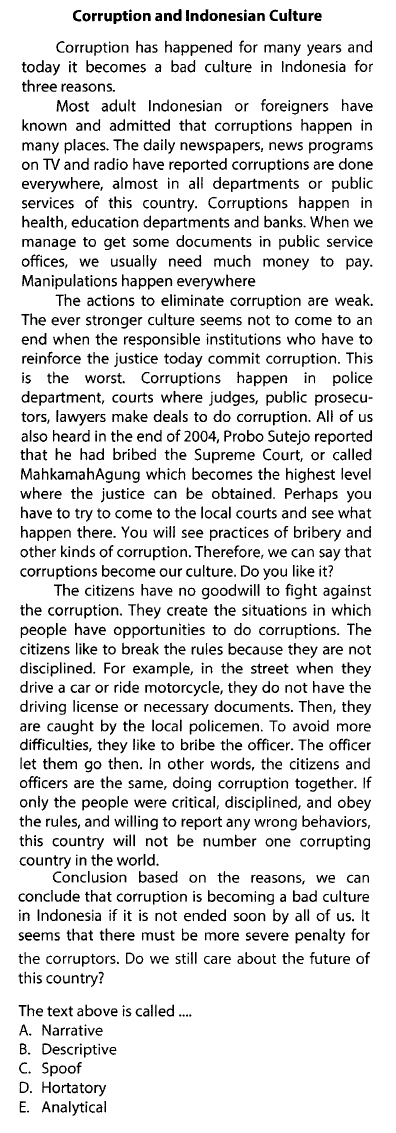 Corruption and Indonesian Culture
Corruption has happened for many years and
today it becomes a bad culture in Indonesia for
three reasons.
Most adult Indonesian or foreigners have
known and admitted that corruptions happen in
many places. The daily newspapers, news programs
on TV and radio have reported corruptions are done
everywhere, almost in all departments or public
services of this country. Corruptions happen in
health, education departments and banks. When we
manage to get some documents in public service
offices, we usually need much money to pay.
Manipulations happen everywhere
The actions to eliminate corruption are weak.
The ever stronger culture seems not to come to an
end when the responsible institutions who have to
reinforce the justice today commit corruption. This
is the worst. Corruptions happen in police
department, courts where judges, public prosecu-
tors, lawyers make deals to do corruption. All of us
also heard in the end of 2004, Probo Sutejo reported
that he had bribed the Supreme Court, or called
MahkamahAgung which becomes the highest level
where the justice can be obtained. Perhaps you
have to try to come to the local courts and see what
happen there. You will see practices of bribery and
other kinds of corruption. Therefore, we can say that
corruptions become our culture. Do you like it?
The citizens have no goodwill to fight against
the corruption. They create the situations in which
people have opportunities to do corruptions. The
citizens like to break the rules because they are not
disciplined. For example, in the street when they
drive a car or ride motorcycle, they do not have the
driving license or necessary documents. Then, they
are caught by the local policemen. To avoid more
difficulties, they like to bribe the officer. The officer
let them go then. In other words, the citizens and
officers are the same, doing corruption together. If
only the people were critical, disciplined, and obey
the rules, and willing to report any wrong behaviors,
this country will not be number one corrupting
country in the world.
Conclusion based on the reasons, we can
conclude that corruption is becoming a bad culture
in Indonesia if it is not ended soon by all of us. It
seems that there must be more severe penalty for
the corruptors. Do we still care about the future of
this country?
The text above is called ....
A. Narrative
B. Descriptive
C. Spoof
D. Hortatory
E. Analytical